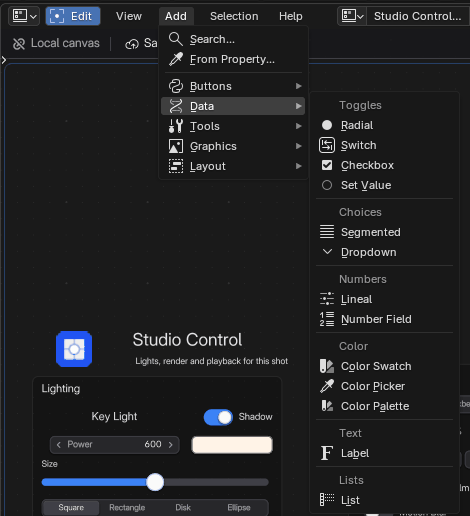 Edit View Add Selection Help Studio Control...
Local canvas Sa
Search...
From Property...
Buttons
Data
Tools
Graphics
Layout
Toggles
Radial
Switch
Checkbox
Set Value
Choices
Segmented
Dropdown
Numbers
Lineal
Number Field
Color
Color Swatch
Color Picker
Color Palette
Text
Label
Lists
List
Studio Control
Lights, render and playback for this shot
Lighting
Key Light Shadow
Power 600
Size
Square Rectangle Disk Ellipse